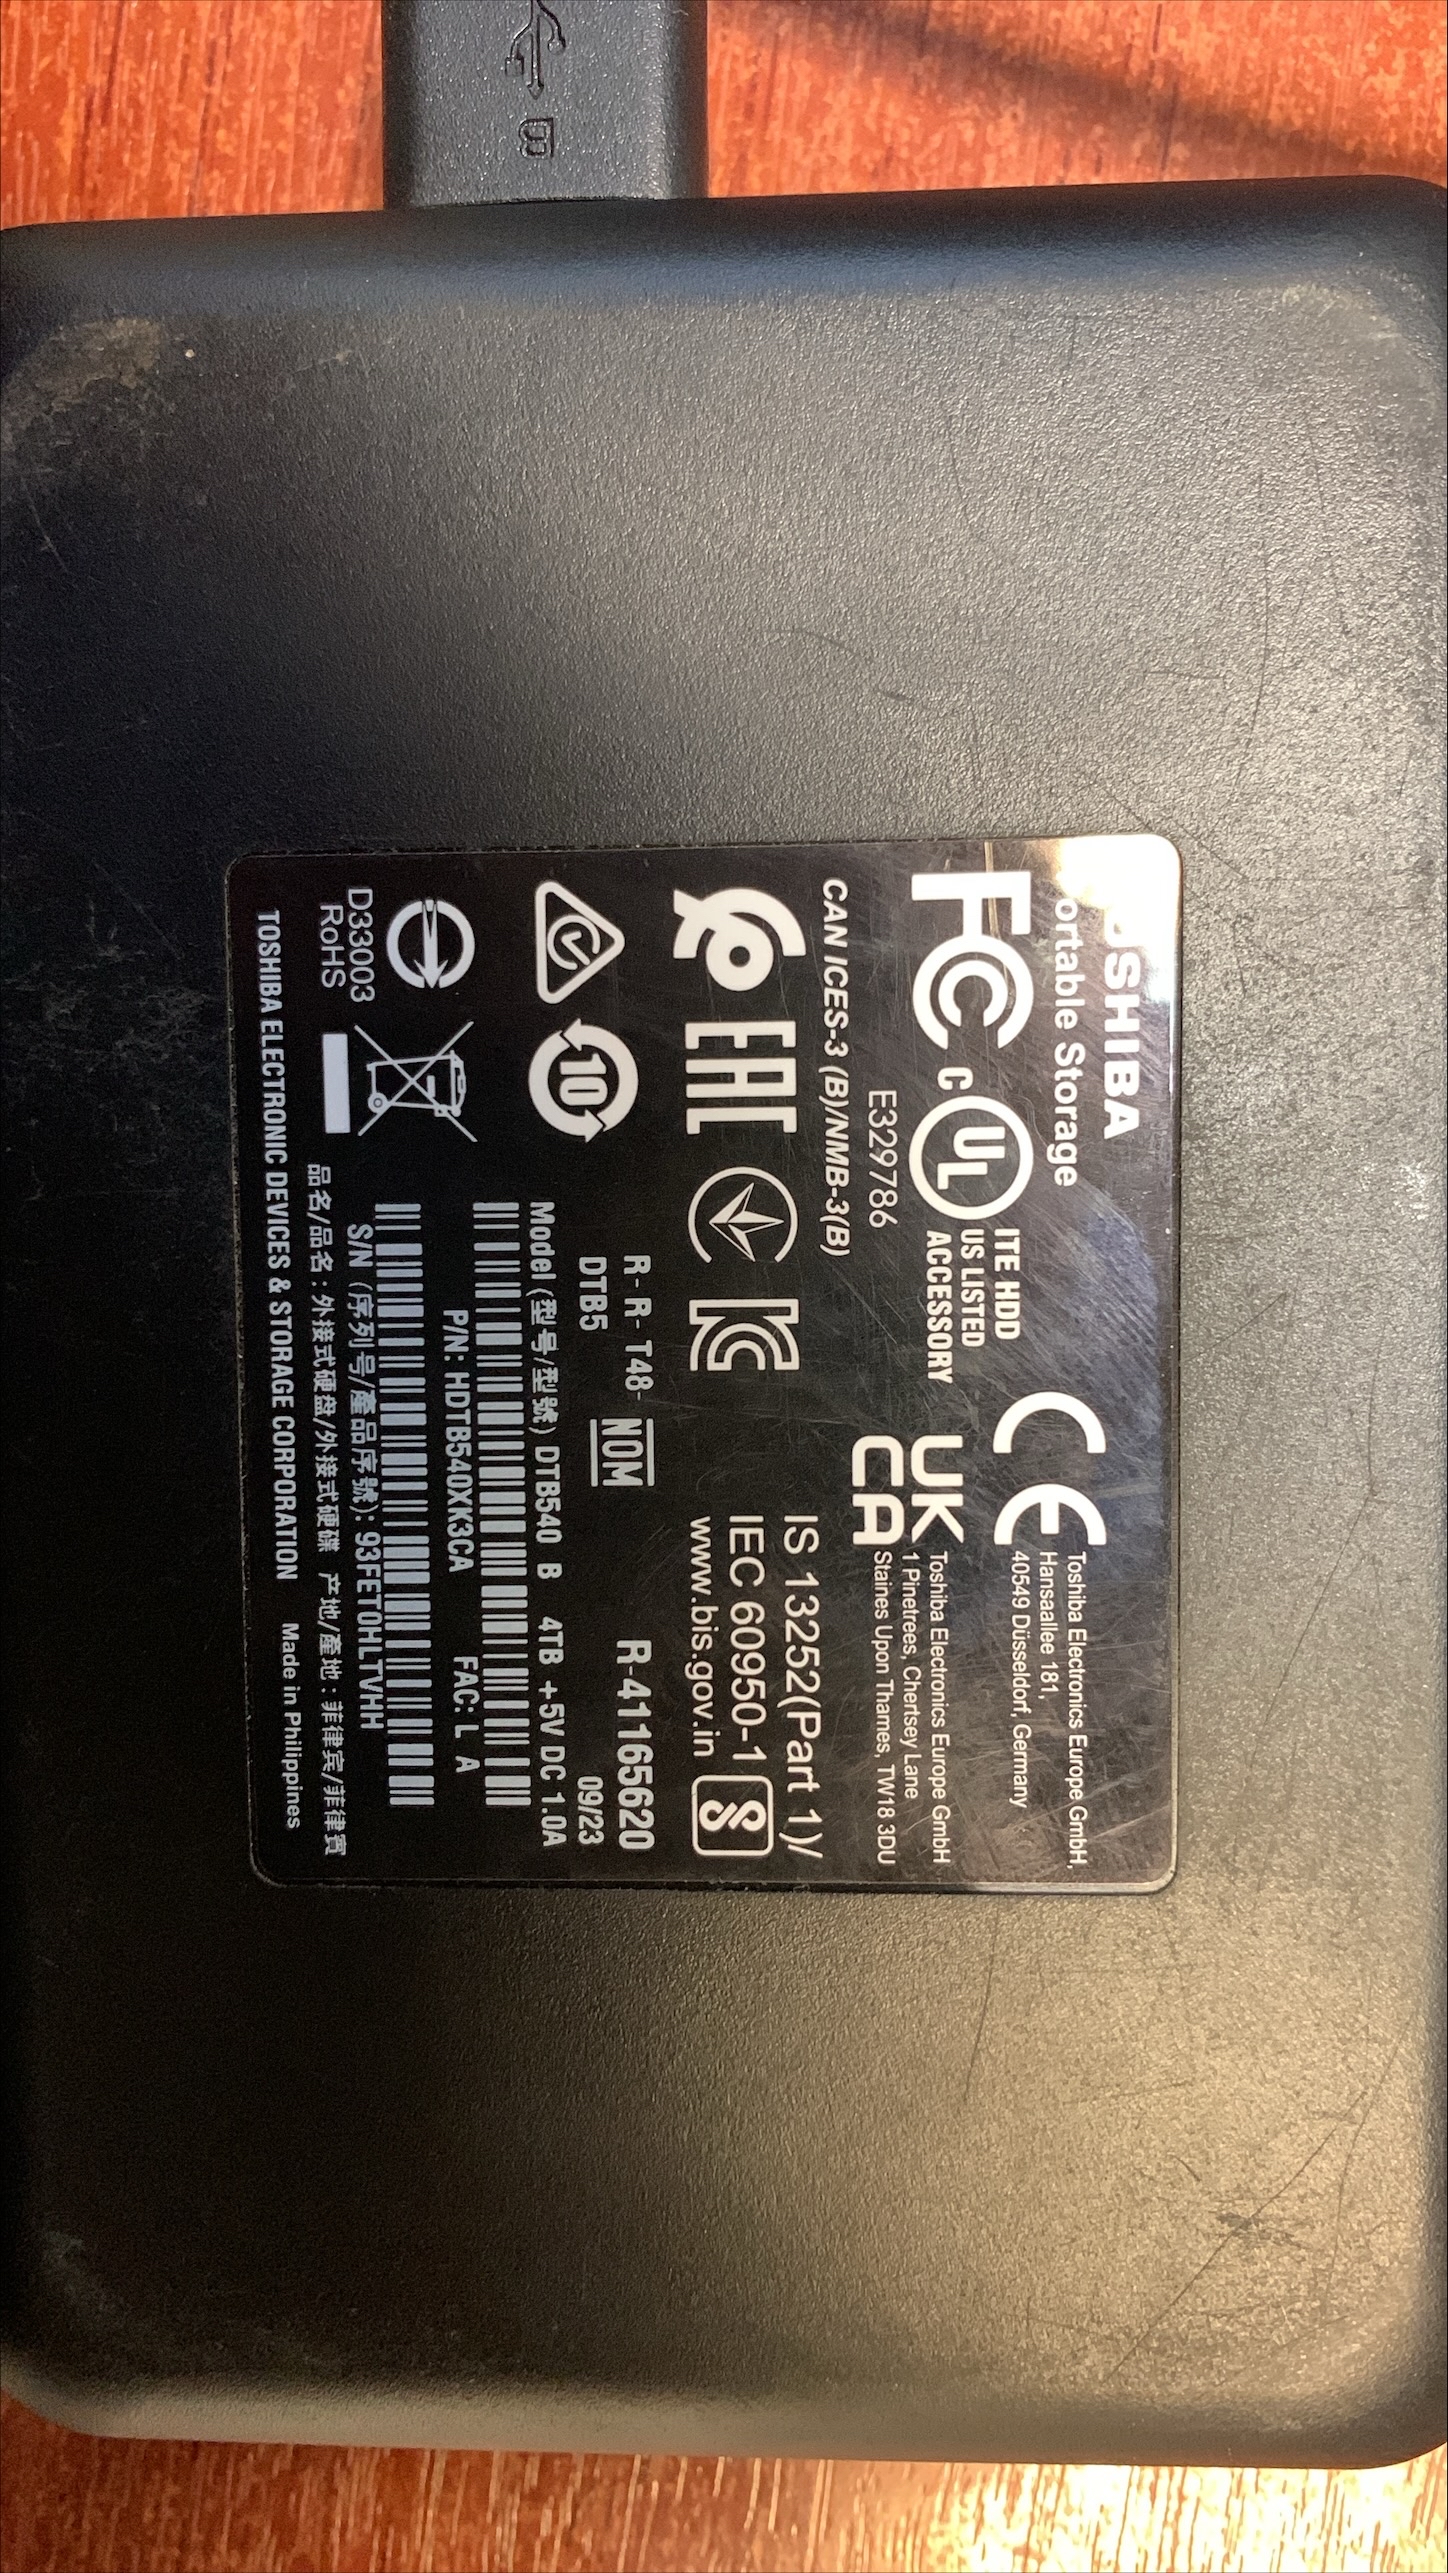 SHIBA
ortable Storage
FC
C UL
ITE HDD
US LISTED
ACCESSORY
E329786
CAN ICES-3 (B)/NMB-3(B)
CE
Toshiba Electronics Europe GmbH,
Hansaallee 181,
40549 Düsseldorf, Germany
UK
CA
Toshiba Electronics Europe GmbH
1 Pinetrees, Chertsey Lane
Staines Upon Thames, TW18 3DU
EAC
IS 13252(Part 1)/
IEC 60950-1
www.bis.gov.in
10
R- R- T48-
DTB5
NOM
R-41165620
09/23
Model (型号/型號) DTB540 B 4TB +5V DC 1.0A
P/N: HDTB540XK3CA FAC: L A
D33003
RoHS
S/N (序列号/產品序號): 93FET0HLTVHH
品名/品名: 外接式硬盘/外接式硬碟 产地/產地: 菲律宾/菲律賓
TOSHIBA ELECTRONIC DEVICES & STORAGE CORPORATION Made in Philippines
B